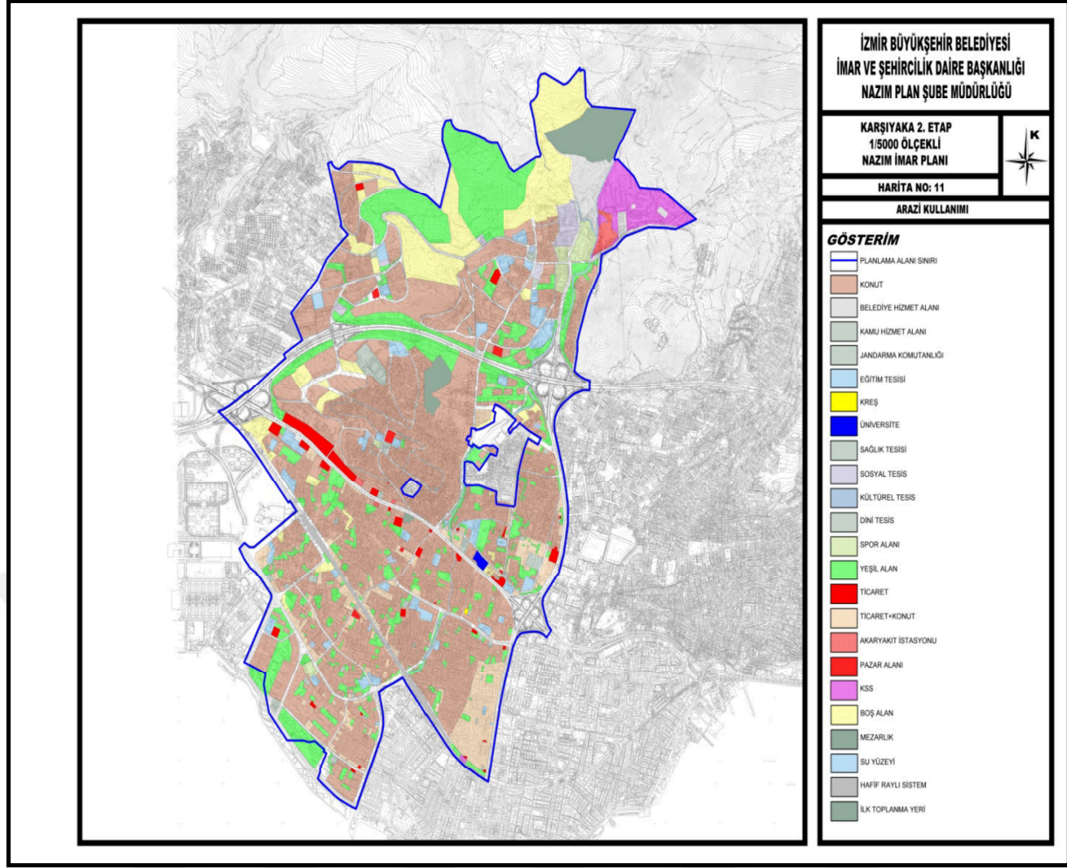 İZMİR BÜYÜKŞEHİR BELEDİYESİ
İMAR VE ŞEHİRCİLİK DAİRE BAŞKANLIĞI
NAZIM PLAN ŞUBE MÜDÜRLÜĞÜ
KARŞIYAKA 2. ETAP
1/5000 ÖLÇEKLİ
NAZIM İMAR PLANI
K
HARİTA NO: 11
ARAZİ KULLANIMI
GÖSTERİM
PLANLAMA ALANI SINIRI
KONUT
BELEDİYE HİZMET ALANI
KAMU HİZMET ALANI
JANDARMA KOMUTANLIĞI
EĞİTİM TESİSİ
KREŞ
ÜNİVERSİTE
SAĞLIK TESİSİ
SOSYAL TESİS
KÜLTÜREL TESİS
DİNİ TESİS
SPOR ALANI
YEŞİL ALAN
TİCARET
TİCARET+KONUT
AKARYAKIT İSTASYONU
PAZAR ALANI
KSS
BOŞ ALAN
MEZARLIK
SU YÜZEYİ
HAFİF RAYLI SİSTEM
İLK TOPLANMA YERİ